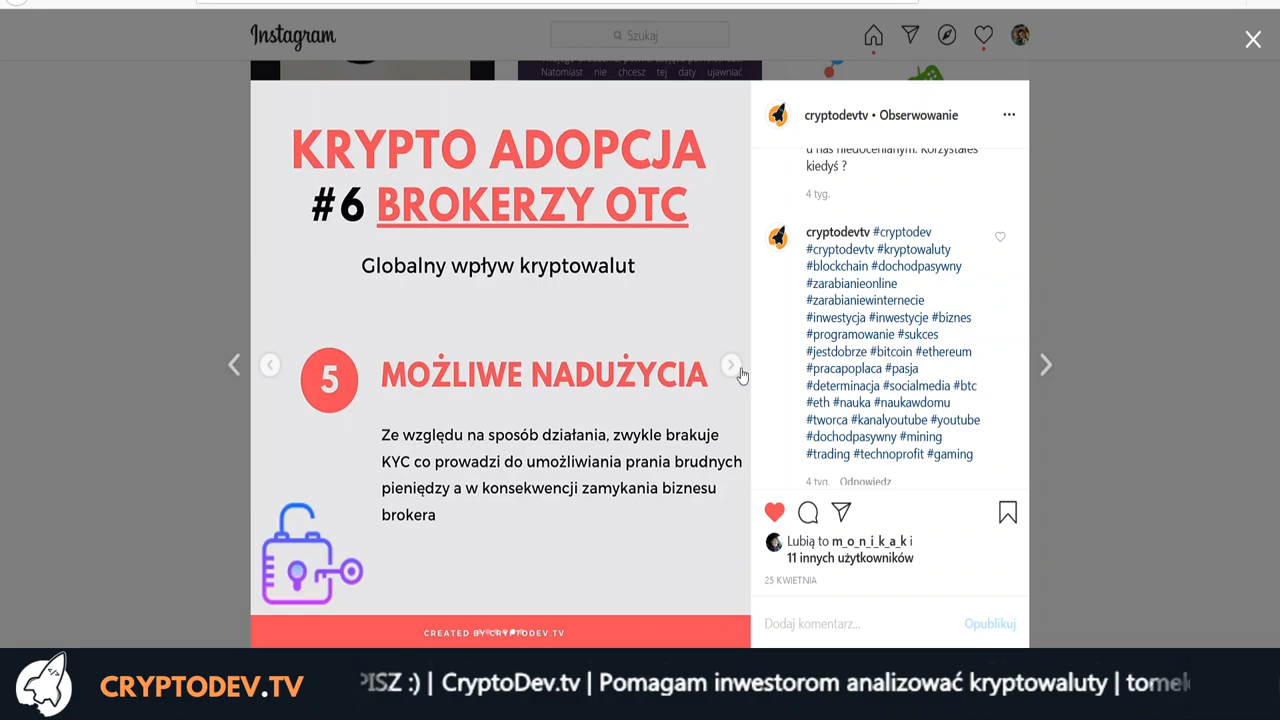 Instagram
Szukaj
Natomiast nie chcesz tej daty ujawniać
KRYPTO ADOPCJA
#6 BROKERZY OTC
Globalny wpływ kryptowalut
5 MOŻLIWE NADUŻYCIA
Ze względu na sposób działania, zwykle brakuje
KYC co prowadzi do umożliwiania prania brudnych
pieniędzy a w konsekwencji zamykania biznesu
brokera
CREATED BY CRYPTODEV.TV
cryptodevtv • Obserwowanie
u nas niedocenianym. Korzystałeś
kiedyś ?
4 tyg.
cryptodevtv #cryptodev
#cryptodevtv #kryptowaluty
#blockchain #dochodpasywny
#zarabianieonline
#zarabianiewinternecie
#inwestycja #inwestycje #biznes
#programowanie #sukces
#jestdobrze #bitcoin #ethereum
#pracapoplaca #pasja
#determinacja #socialmedia #btc
#eth #nauka #naukawdomu
#tworca #kanalyoutube #youtube
#dochodpasywny #mining
#trading #technoprofit #gaming
4 tyg. Odpowiedz
Lubią to m_o_n_i_k_a_k i
11 innych użytkowników
25 KWIETNIA
Dodaj komentarz...
Opublikuj
CRYPTODEV.TV
PISZ :) | CryptoDev.tv | Pomagam inwestorom analizować kryptowaluty | tomek